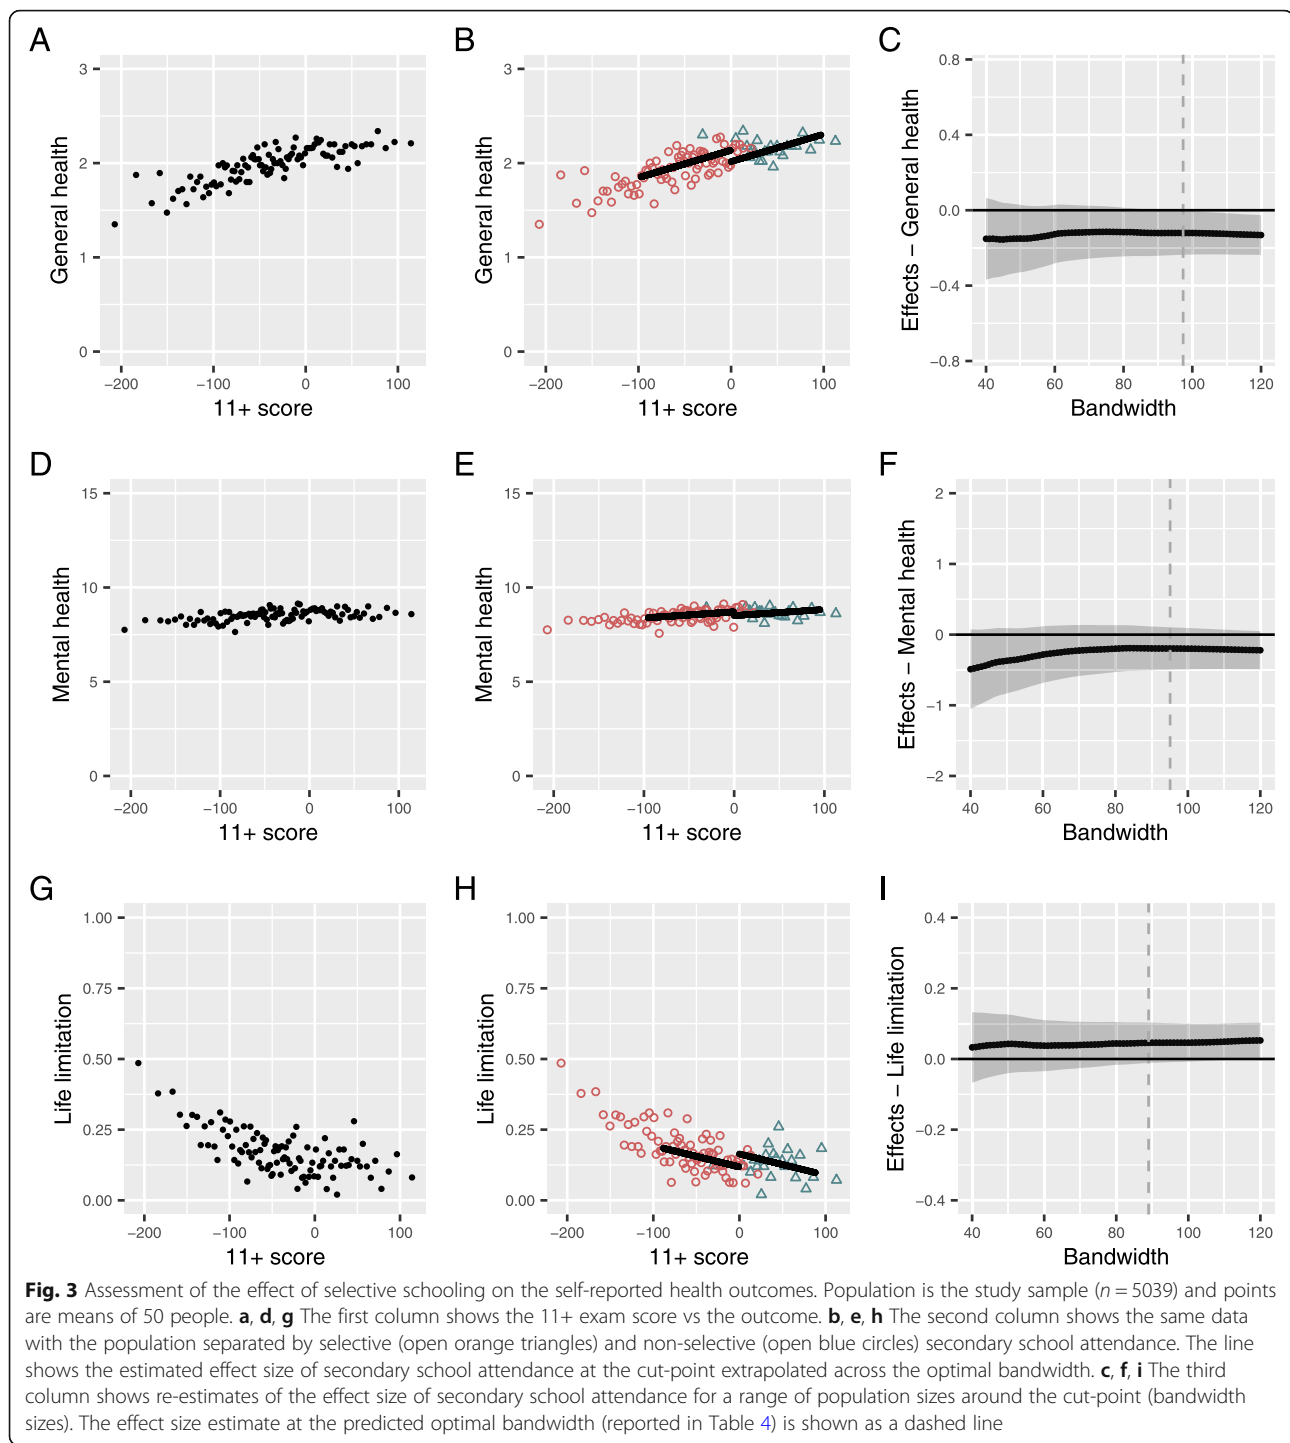 A
B
C
3
2
1
0
General health
−200
−100
0
100
11+ score
3
2
1
0
General health
−200
−100
0
100
11+ score
0.8
0.4
0.0
−0.4
−0.8
Effects − General health
40
60
80
100
120
Bandwidth
D
E
F
15
10
5
0
Mental health
−200
−100
0
100
11+ score
15
10
5
0
Mental health
−200
−100
0
100
11+ score
2
1
0
−1
−2
Effects − Mental health
40
60
80
100
120
Bandwidth
G
H
I
1.00
0.75
0.50
0.25
0.00
Life limitation
−200
−100
0
100
11+ score
1.00
0.75
0.50
0.25
0.00
Life limitation
−200
−100
0
100
11+ score
0.4
0.2
0.0
−0.2
−0.4
Effects − Life limitation
40
60
80
100
120
Bandwidth
Fig. 3 Assessment of the effect of selective schooling on the self-reported health outcomes. Population is the study sample (n = 5039) and points
are means of 50 people. a, d, g The first column shows the 11+ exam score vs the outcome. b, e, h The second column shows the same data
with the population separated by selective (open orange triangles) and non-selective (open blue circles) secondary school attendance. The line
shows the estimated effect size of secondary school attendance at the cut-point extrapolated across the optimal bandwidth. c, f, i The third
column shows re-estimates of the effect size of secondary school attendance for a range of population sizes around the cut-point (bandwidth
sizes). The effect size estimate at the predicted optimal bandwidth (reported in Table 4) is shown as a dashed line